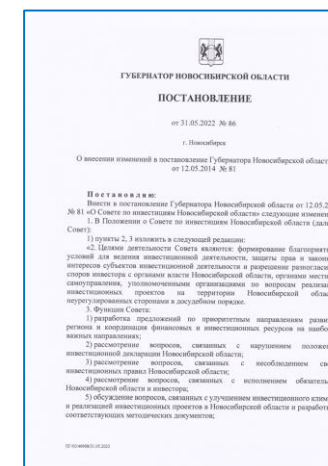 ГУБЕРНАТОР НОВОСИБИРСКОЙ ОБЛАСТИ
ПОСТАНОВЛЕНИЕ
от 31.05.2022 № 86
г. Новосибирск
О внесении изменений в постановление Губернатора Новосибирской област
от 12.05.2014 № 81
Постановляю:
Внести в постановление Губернатора Новосибирской области от 12.05.2
№ 81 «О Совете по инвестициям Новосибирской области» следующие изменен
1. В Положении о Совете по инвестициям Новосибирской области (дал
Совет):
1) пункты 2, 3 изложить в следующей редакции:
«2. Целями деятельности Совета являются: формирование благоприятн
условий для ведения инвестиционной деятельности, защиты прав и закон
интересов субъектов инвестиционной деятельности и разрешение разноглас
споров инвестора с органами власти Новосибирской области, органами местн
самоуправления, уполномоченными организациями по вопросам реализа
инвестиционных проектов на территории Новосибирской облас
неурегулированных сторонами в досудебном порядке.
3. Функции Совета:
1) разработка предложений по приоритетным направлениям разви
региона и координация финансовых и инвестиционных ресурсов на наибо
важных направлениях;
2) рассмотрение вопросов, связанных с нарушением положе
инвестиционной декларации Новосибирской области;
3) рассмотрение вопросов, связанных с несоблюдением св
инвестиционных правил Новосибирской области;
4) рассмотрение вопросов, связанных с исполнением обязатель
Новосибирской области и инвестора;
5) обсуждение вопросов, связанных с улучшением инвестиционного клим
и реализацией инвестиционных проектов в Новосибирской области и разработ
соответствующих методических документов;